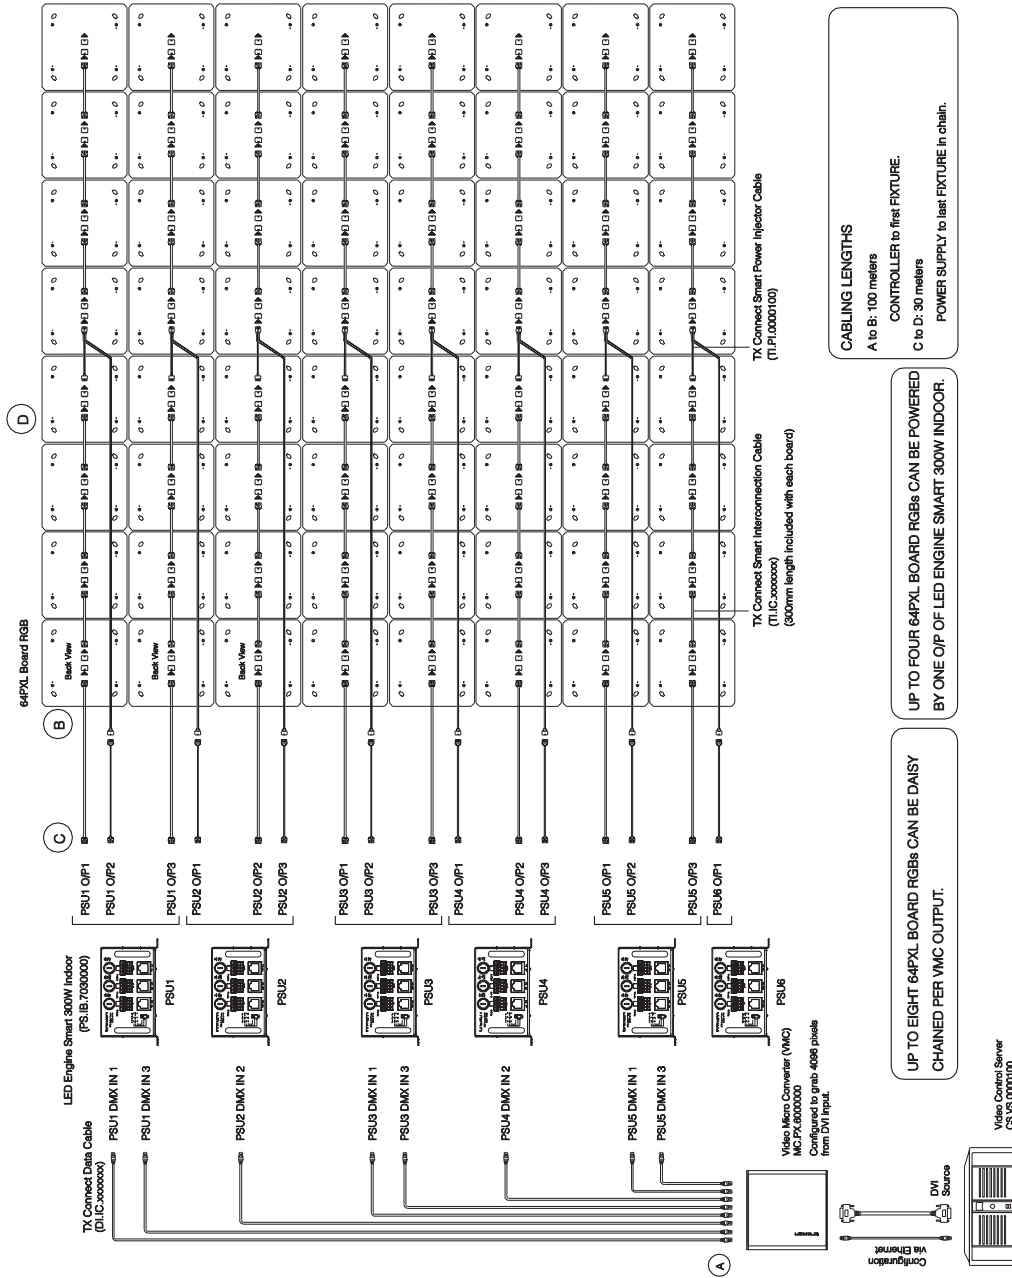 64PXL Board RGB
D
B
C
A
Back View
Back View
Back View
PSU1 O/P1
PSU1 O/P2
PSU1 O/P3
PSU2 O/P1
PSU2 O/P2
PSU2 O/P3
PSU3 O/P1
PSU3 O/P2
PSU3 O/P3
PSU4 O/P1
PSU4 O/P2
PSU4 O/P3
PSU5 O/P1
PSU5 O/P2
PSU5 O/P3
PSU6 O/P1
LED Engine Smart 300W Indoor
(PS.IB.7030000)
PSU1
PSU2
PSU3
PSU4
PSU5
PSU6
TX Connect Data Cable
(DI.IC.xxxxxxx)
PSU1 DMX IN 1
PSU1 DMX IN 3
PSU2 DMX IN 2
PSU3 DMX IN 1
PSU3 DMX IN 3
PSU4 DMX IN 2
PSU5 DMX IN 1
PSU5 DMX IN 3
TX Connect Smart Interconnection Cable
(TI.IC.xxxxxxx)
(300mm length included with each board)
TX Connect Smart Power Injector Cable
(TI.PI.0000100)
Video Micro Converter (VMC)
MC.PX.6000000
Configured to grab 4096 pixels
from DVI input.
traxon
Configuration
via Ethernet
DVI
Source
Video Control Server
CS.VS.0000100
UP TO EIGHT 64PXL BOARD RGBs CAN BE DAISY
CHAINED PER VMC OUTPUT.
UP TO FOUR 64PXL BOARD RGBs CAN BE POWERED
BY ONE O/P OF LED ENGINE SMART 300W INDOOR.
CABLING LENGTHS
A to B: 100 meters
CONTROLLER to first FIXTURE.
C to D: 30 meters
POWER SUPPLY to last FIXTURE in chain.